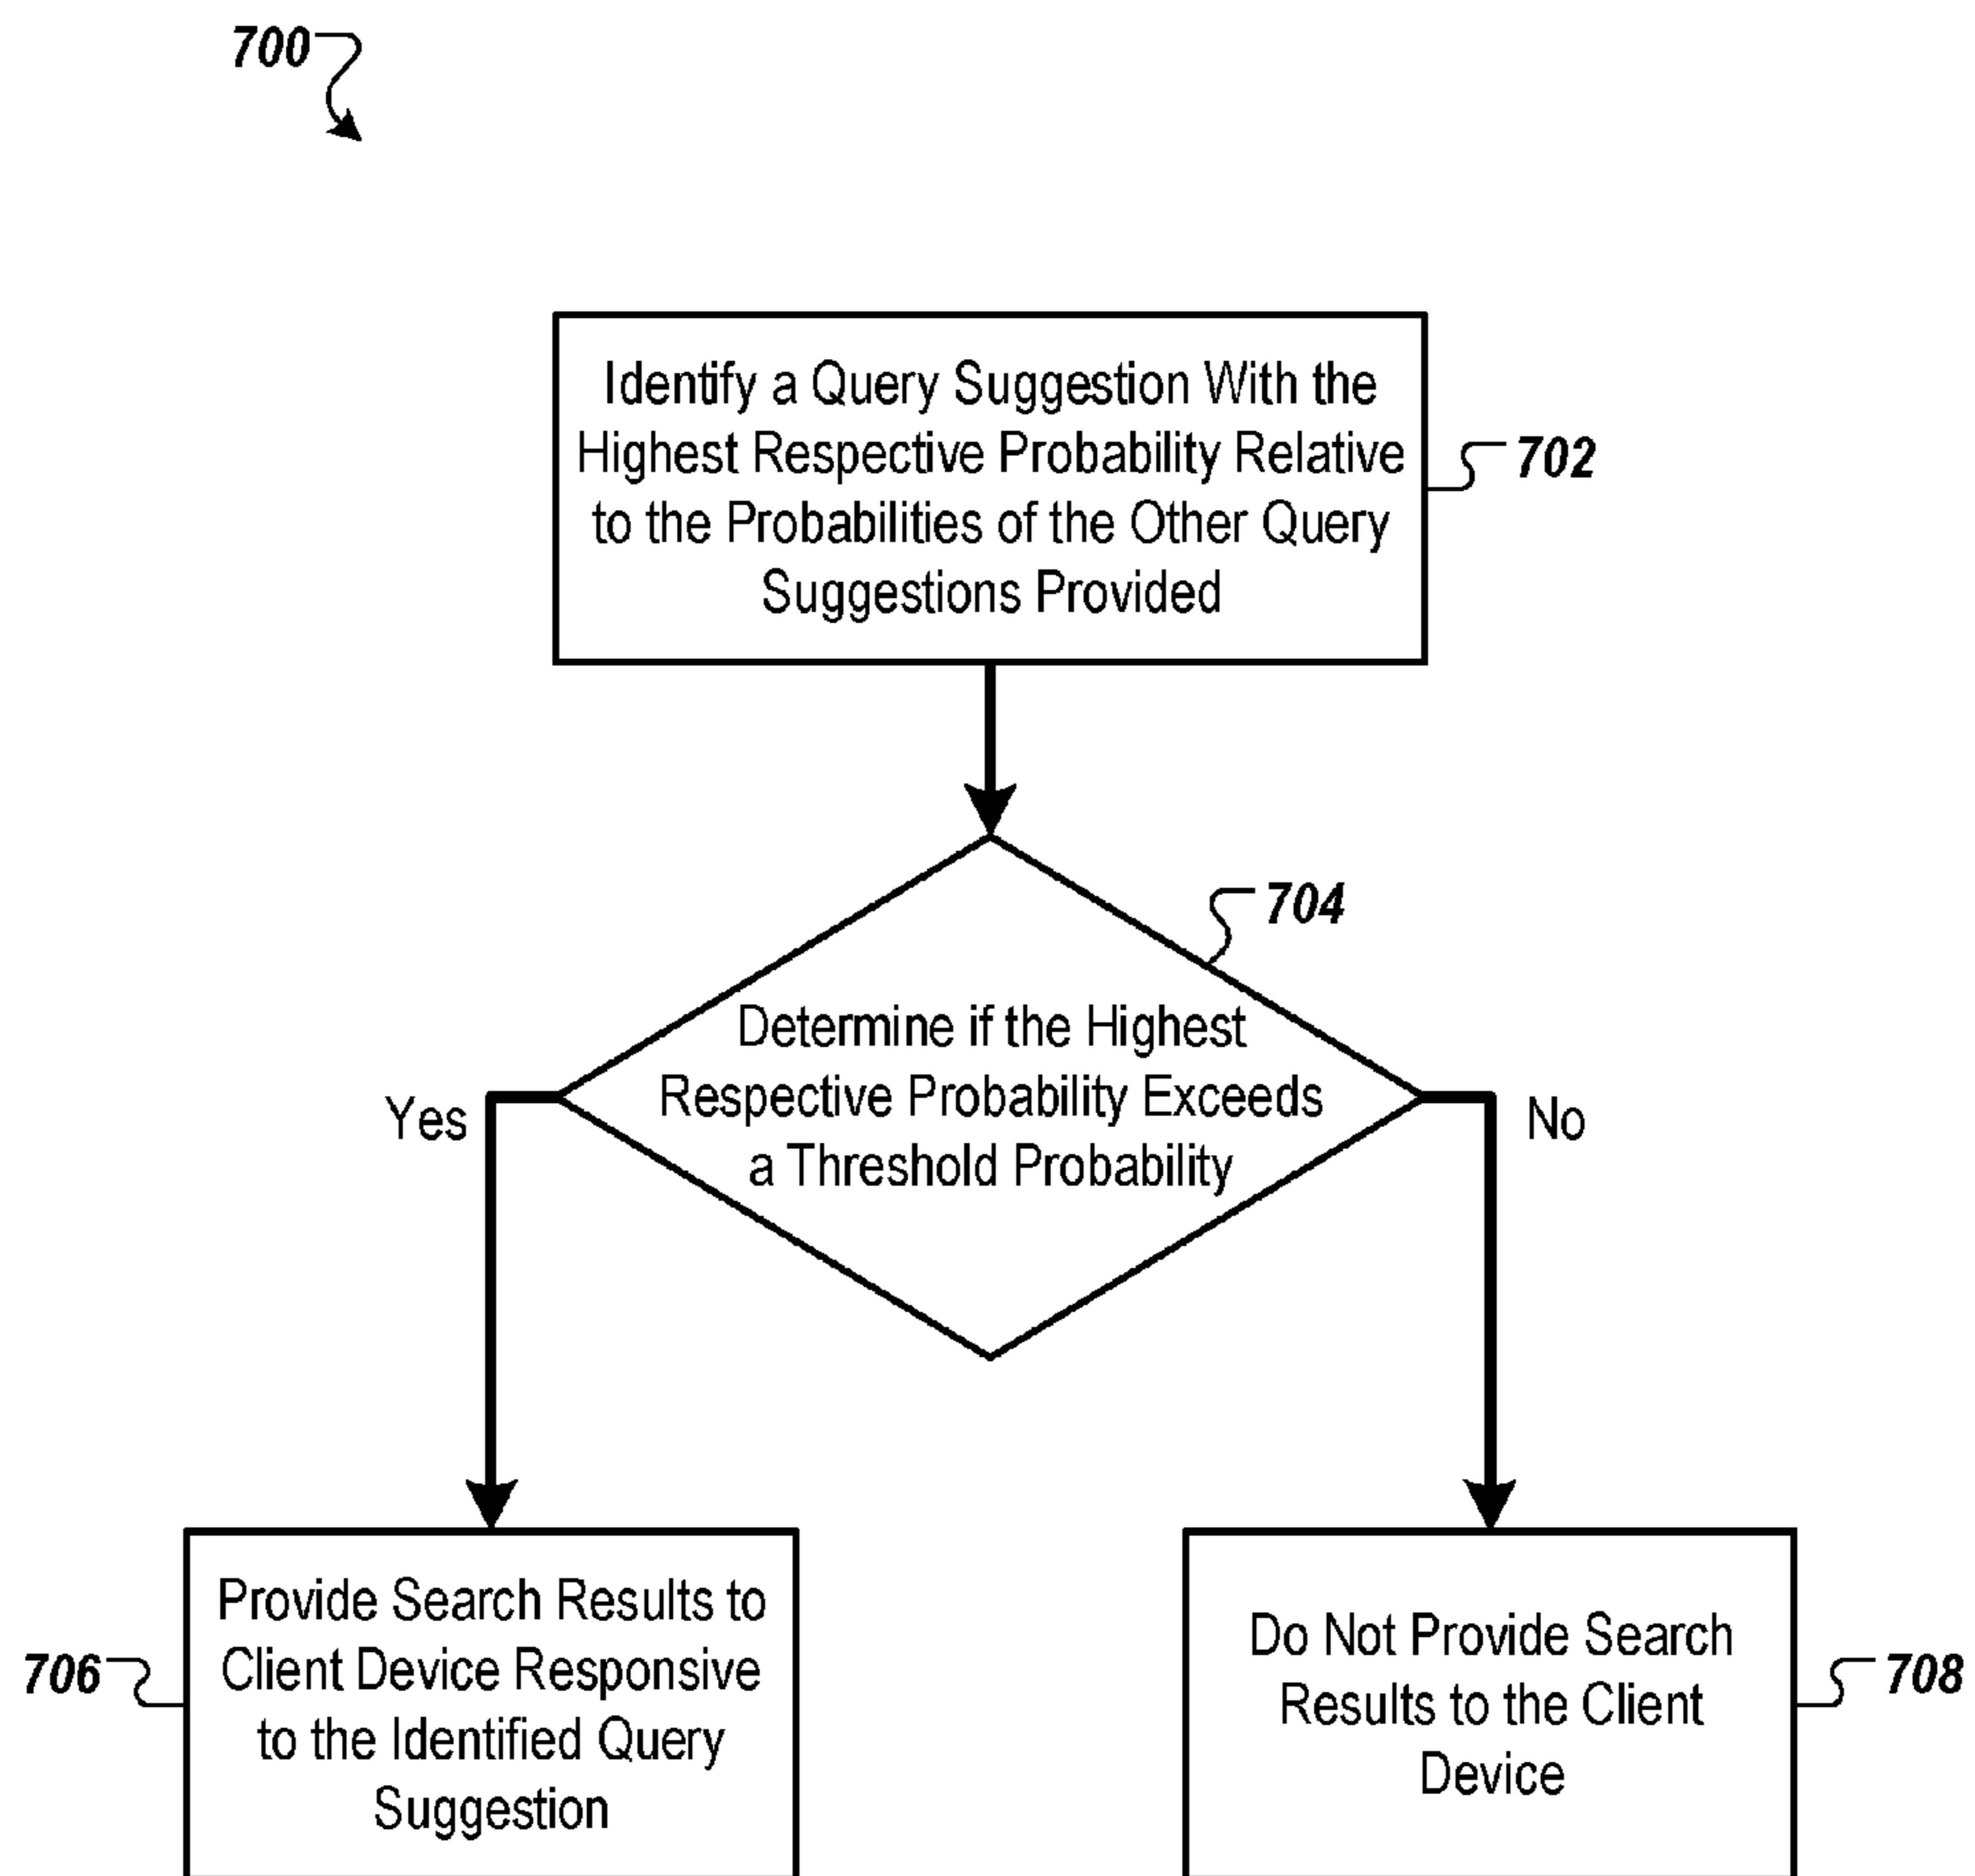 700
Identify a Query Suggestion With the
Highest Respective Probability Relative
to the Probabilities of the Other Query
Suggestions Provided
702
704
Determine if the Highest
Respective Probability Exceeds
a Threshold Probability
Yes
No
Provide Search Results to
Client Device Responsive
to the Identified Query
Suggestion
706
Do Not Provide Search
Results to the Client
Device
708